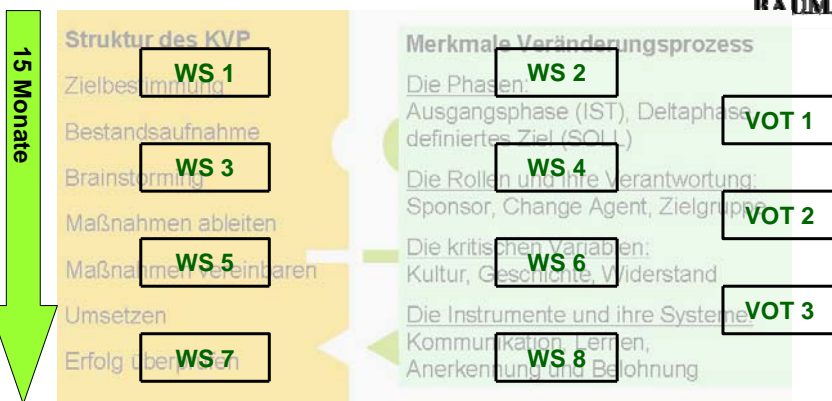 RAUM
15 Monate
Struktur des KVP
Zielbestimmung
Bestandsaufnahme
Brainstorming
Maßnahmen ableiten
Maßnahmen vereinbaren
Umsetzen
Erfolg überprüfen
WS 1
WS 3
WS 5
WS 7
Merkmale Veränderungsprozess
Die Phasen:
Ausgangsphase (IST), Deltaphase
definiertes Ziel (SOLL)
Die Rollen und ihre Verantwortung:
Sponsor, Change Agent, Zielgruppe
Die kritischen Variablen:
Kultur, Geschichte, Widerstand
Die Instrumente und ihre Systeme:
Kommunikation, Lernen,
Anerkennung und Belohnung
WS 2
WS 4
WS 6
WS 8
VOT 1
VOT 2
VOT 3